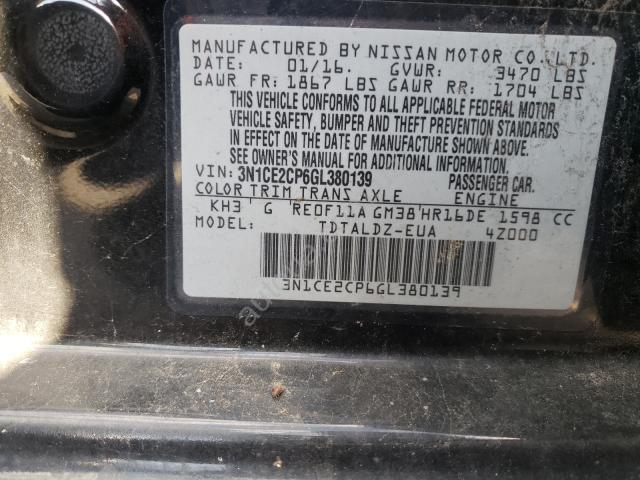 MANUFACTURED BY NISSAN MOTOR CO., LTD.
DATE: 01/16. GVWR: 3470 LBS
GAWR FR: 1867 LBS GAWR RR: 1704 LBS
THIS VEHICLE CONFORMS TO ALL APPLICABLE FEDERAL MOTOR
VEHICLE SAFETY, BUMPER AND THEFT PREVENTION STANDARDS
IN EFFECT ON THE DATE OF MANUFACTURE SHOWN ABOVE.
SEE OWNER'S MANUAL FOR ADDITIONAL INFORMATION.
VIN: 3N1CE2CP6GL380139 PASSENGER CAR.
COLOR TRIM TRANS AXLE ENGINE
KH3 ' G 'RE0F11A GM38'HR16DE 1598 CC
MODEL: TDTALDZ-EUA 4Z000
3N1CE2CP6GL380139